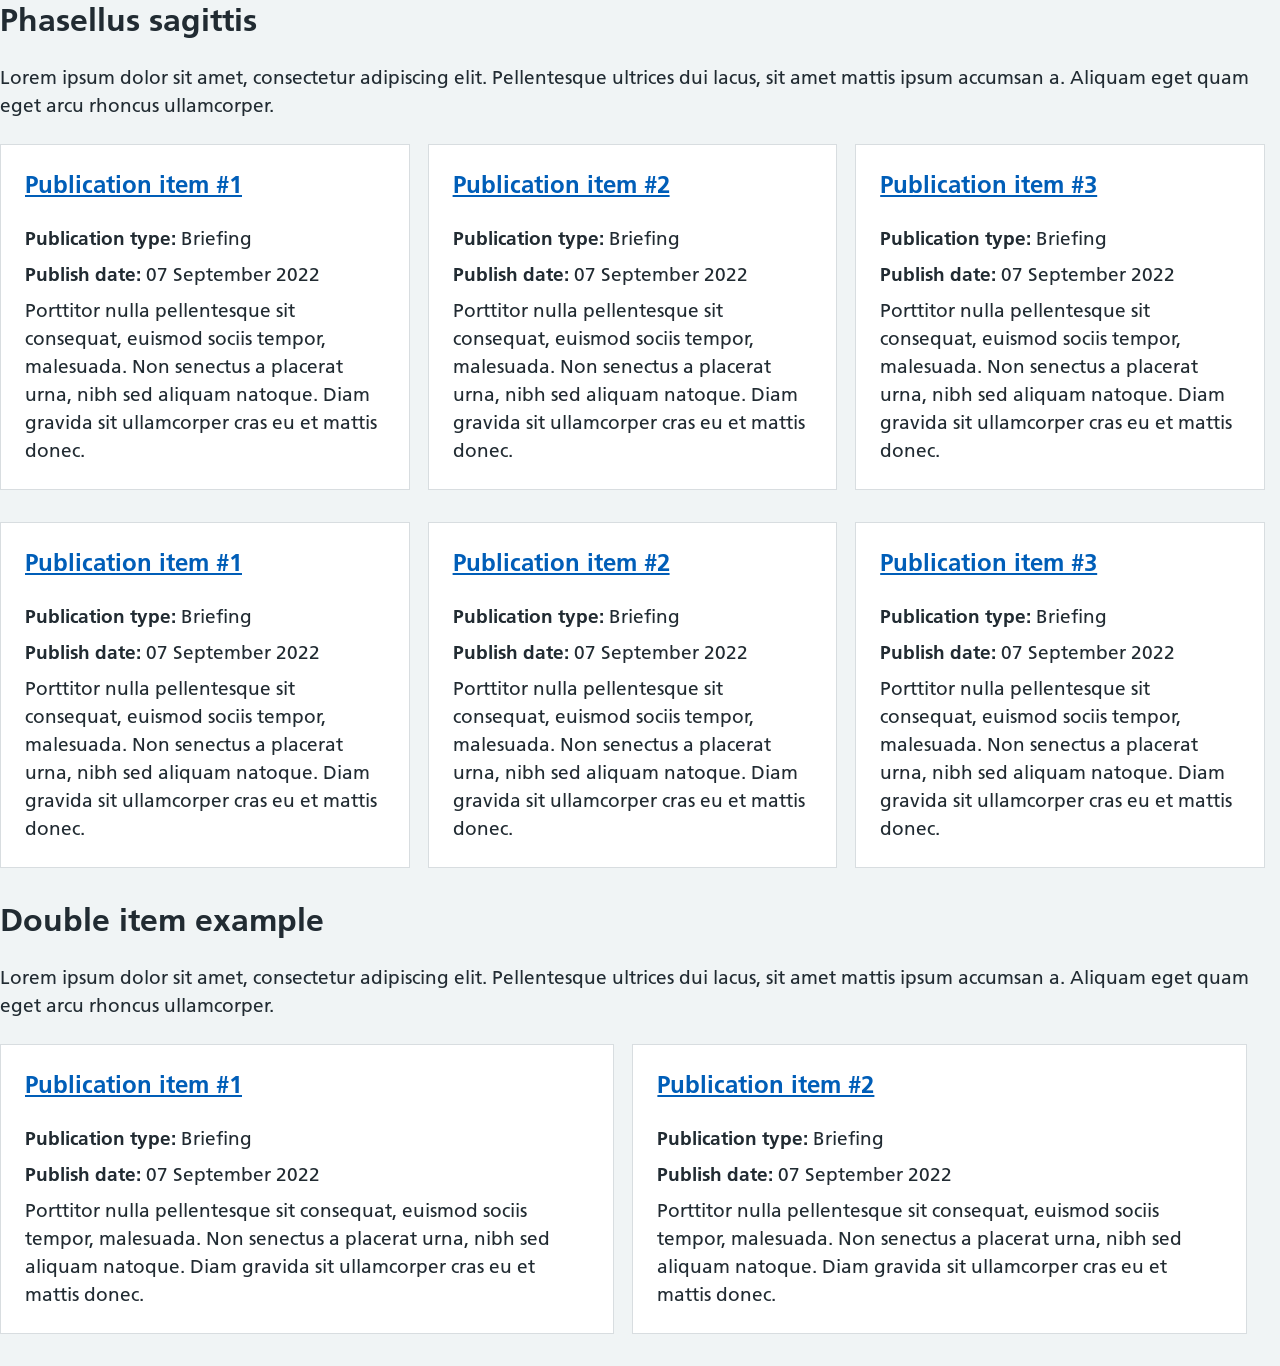 Phasellus sagittis
Lorem ipsum dolor sit amet, consectetur adipiscing elit. Pellentesque ultrices dui lacus, sit amet mattis ipsum accumsan a. Aliquam eget quam
eget arcu rhoncus ullamcorper.
Publication item #1
Publication type: Briefing
Publish date: 07 September 2022
Porttitor nulla pellentesque sit
consequat, euismod sociis tempor,
malesuada. Non senectus a placerat
urna, nibh sed aliquam natoque. Diam
gravida sit ullamcorper cras eu et mattis
donec.
Publication item #2
Publication type: Briefing
Publish date: 07 September 2022
Porttitor nulla pellentesque sit
consequat, euismod sociis tempor,
malesuada. Non senectus a placerat
urna, nibh sed aliquam natoque. Diam
gravida sit ullamcorper cras eu et mattis
donec.
Publication item #3
Publication type: Briefing
Publish date: 07 September 2022
Porttitor nulla pellentesque sit
consequat, euismod sociis tempor,
malesuada. Non senectus a placerat
urna, nibh sed aliquam natoque. Diam
gravida sit ullamcorper cras eu et mattis
donec.
Publication item #1
Publication type: Briefing
Publish date: 07 September 2022
Porttitor nulla pellentesque sit
consequat, euismod sociis tempor,
malesuada. Non senectus a placerat
urna, nibh sed aliquam natoque. Diam
gravida sit ullamcorper cras eu et mattis
donec.
Publication item #2
Publication type: Briefing
Publish date: 07 September 2022
Porttitor nulla pellentesque sit
consequat, euismod sociis tempor,
malesuada. Non senectus a placerat
urna, nibh sed aliquam natoque. Diam
gravida sit ullamcorper cras eu et mattis
donec.
Publication item #3
Publication type: Briefing
Publish date: 07 September 2022
Porttitor nulla pellentesque sit
consequat, euismod sociis tempor,
malesuada. Non senectus a placerat
urna, nibh sed aliquam natoque. Diam
gravida sit ullamcorper cras eu et mattis
donec.
Double item example
Lorem ipsum dolor sit amet, consectetur adipiscing elit. Pellentesque ultrices dui lacus, sit amet mattis ipsum accumsan a. Aliquam eget quam
eget arcu rhoncus ullamcorper.
Publication item #1
Publication type: Briefing
Publish date: 07 September 2022
Porttitor nulla pellentesque sit consequat, euismod sociis
tempor, malesuada. Non senectus a placerat urna, nibh sed
aliquam natoque. Diam gravida sit ullamcorper cras eu et
mattis donec.
Publication item #2
Publication type: Briefing
Publish date: 07 September 2022
Porttitor nulla pellentesque sit consequat, euismod sociis
tempor, malesuada. Non senectus a placerat urna, nibh sed
aliquam natoque. Diam gravida sit ullamcorper cras eu et
mattis donec.